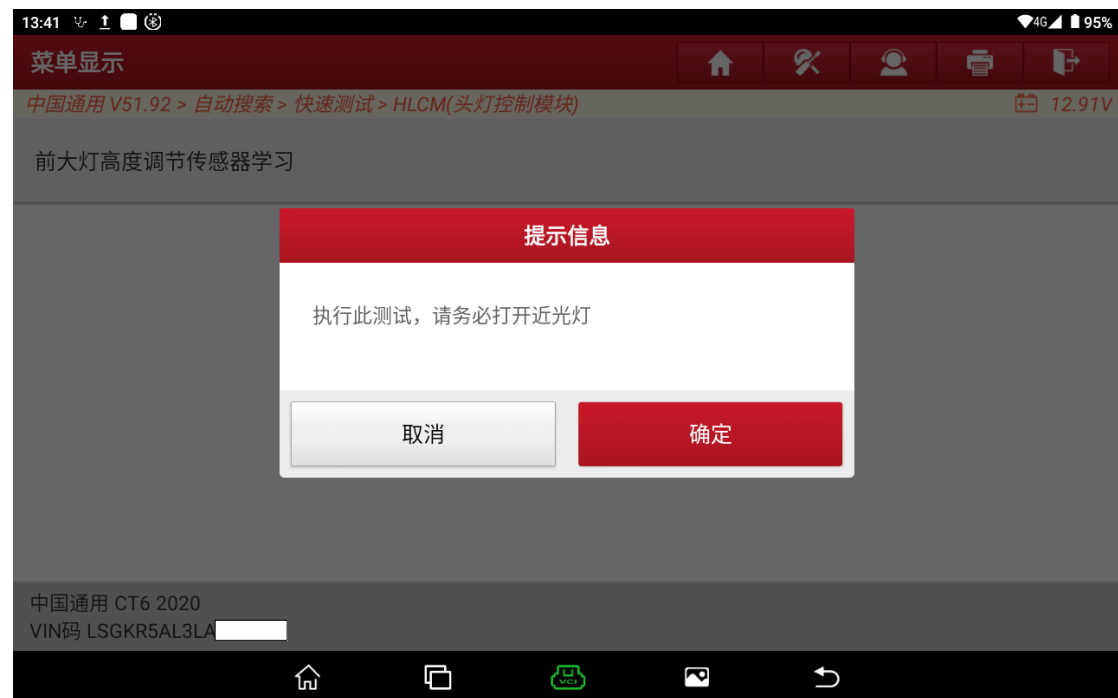 13:41
4G 95%
菜单显示
中国通用 V51.92 > 自动搜索 > 快速测试 > HLCM(头灯控制模块)
12.91V
前大灯高度调节传感器学习
提示信息
执行此测试，请务必打开近光灯
取消
确定
中国通用 CT6 2020
VIN码 LSGKR5AL3LA
VCI